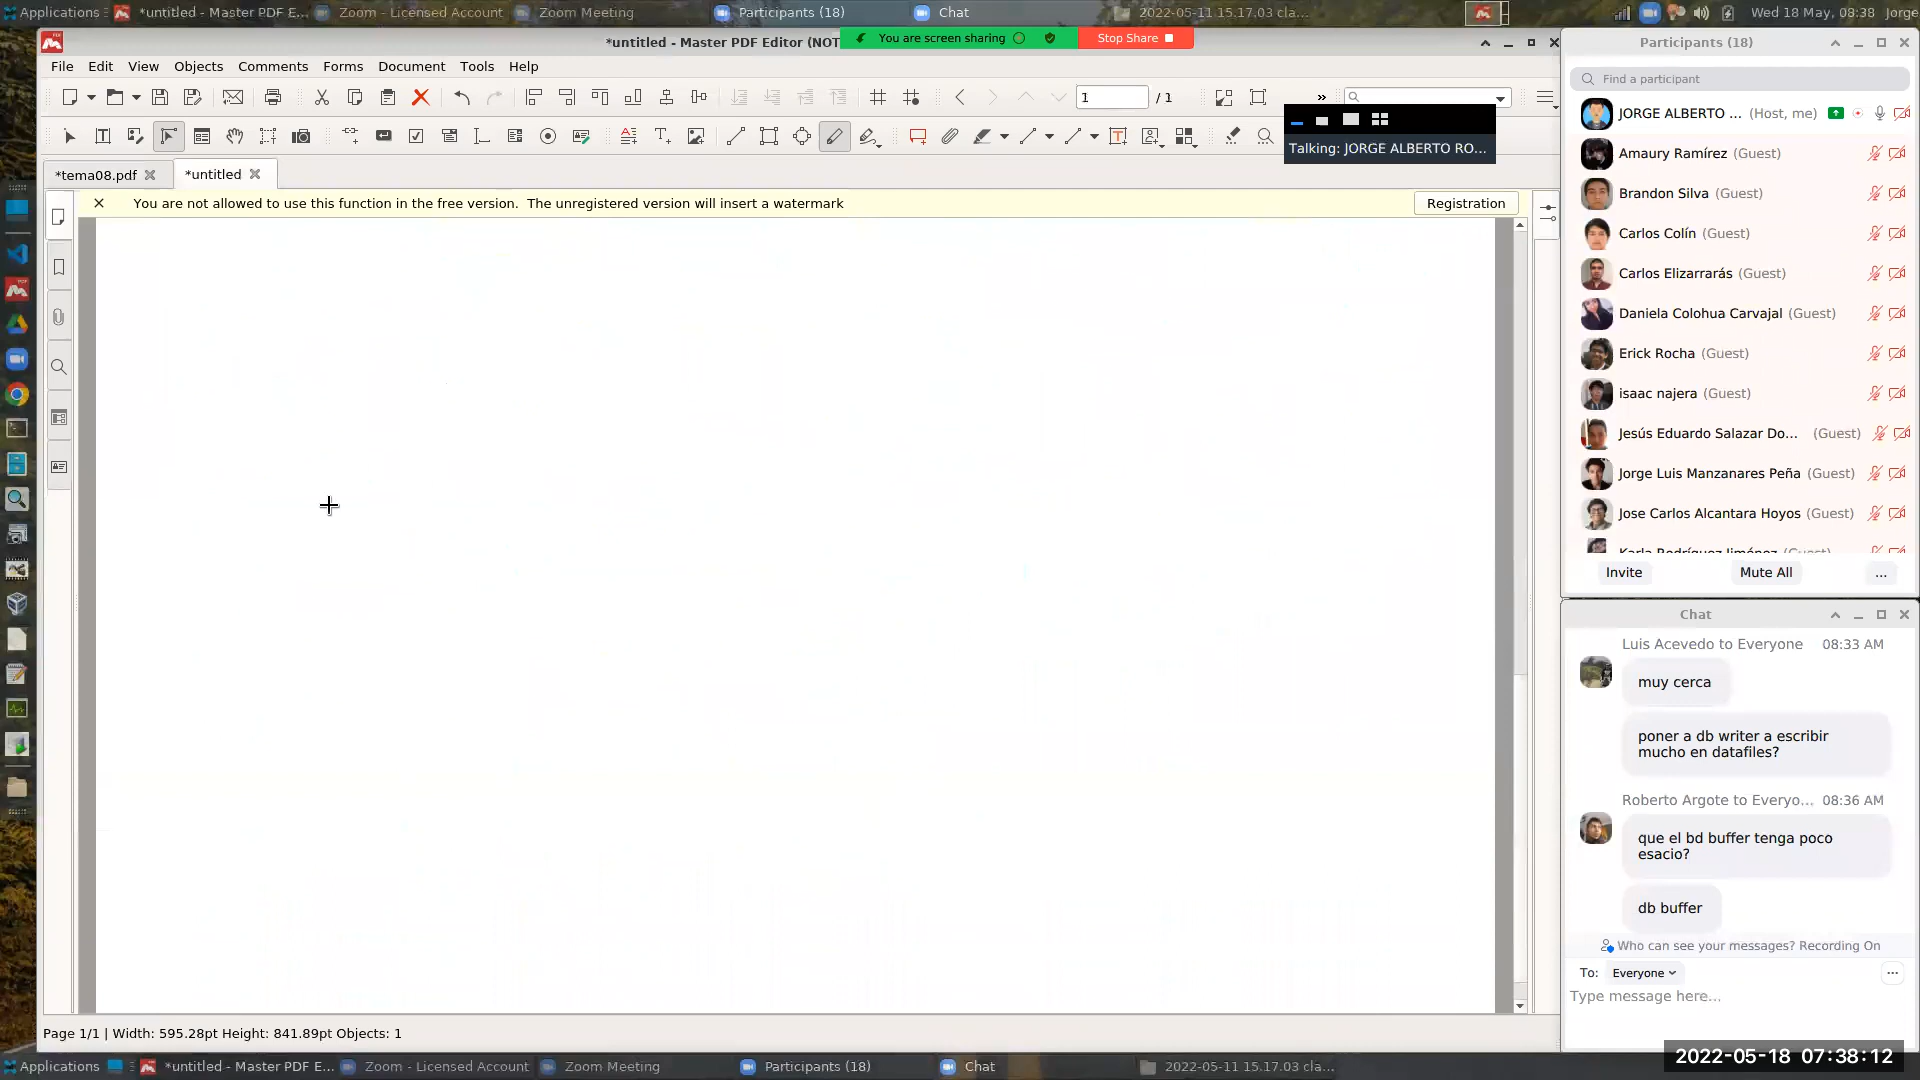 Applications
*untitled - Master PDF E...
Zoom - Licensed Account
Zoom Meeting
Participants (18)
Chat
2022-05-11 15.17.03 cla...
Wed 18 May, 08:38
Jorge
*untitled - Master PDF Editor (NOT
You are screen sharing
Stop Share
File Edit View Objects Comments Forms Document Tools Help
1 / 1
Talking: JORGE ALBERTO RO...
*tema08.pdf
*untitled
You are not allowed to use this function in the free version. The unregistered version will insert a watermark
Registration
Page 1/1 | Width: 595.28pt Height: 841.89pt Objects: 1
Participants (18)
Find a participant
JORGE ALBERTO ... (Host, me)
Amaury Ramírez (Guest)
Brandon Silva (Guest)
Carlos Colín (Guest)
Carlos Elizarrarás (Guest)
Daniela Colohua Carvajal (Guest)
Erick Rocha (Guest)
isaac najera (Guest)
Jesús Eduardo Salazar Do... (Guest)
Jorge Luis Manzanares Peña (Guest)
Jose Carlos Alcantara Hoyos (Guest)
Karla Rodríguez Jiménez (Guest)
Invite
Mute All
...
Chat
Luis Acevedo to Everyone 08:33 AM
muy cerca
poner a db writer a escribir
mucho en datafiles?
Roberto Argote to Everyo... 08:36 AM
que el bd buffer tenga poco
esacio?
db buffer
Who can see your messages? Recording On
To: Everyone
Type message here...
Applications
*untitled - Master PDF E...
Zoom - Licensed Account
Zoom Meeting
Participants (18)
Chat
2022-05-11 15.17.03 cla...
2022-05-18 07:38:12